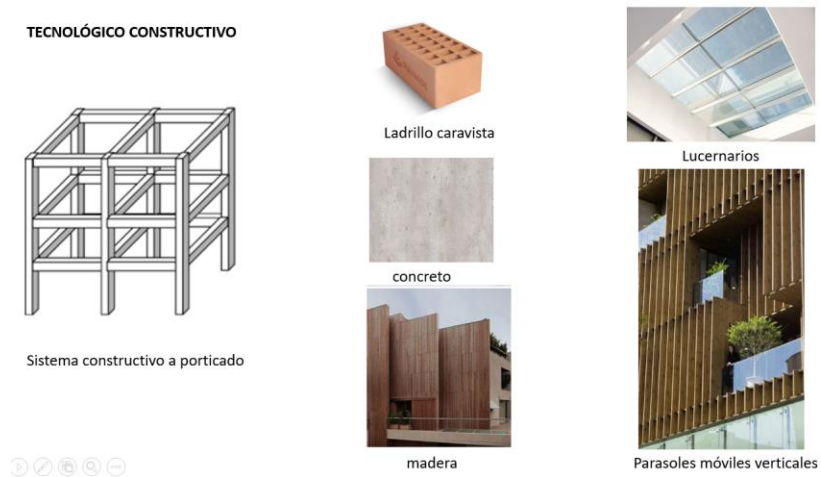 TECNOLÓGICO CONSTRUCTIVO
Sistema constructivo a porticado
Ladrillo caravista
concreto
madera
Lucernarios
Parasoles móviles verticales